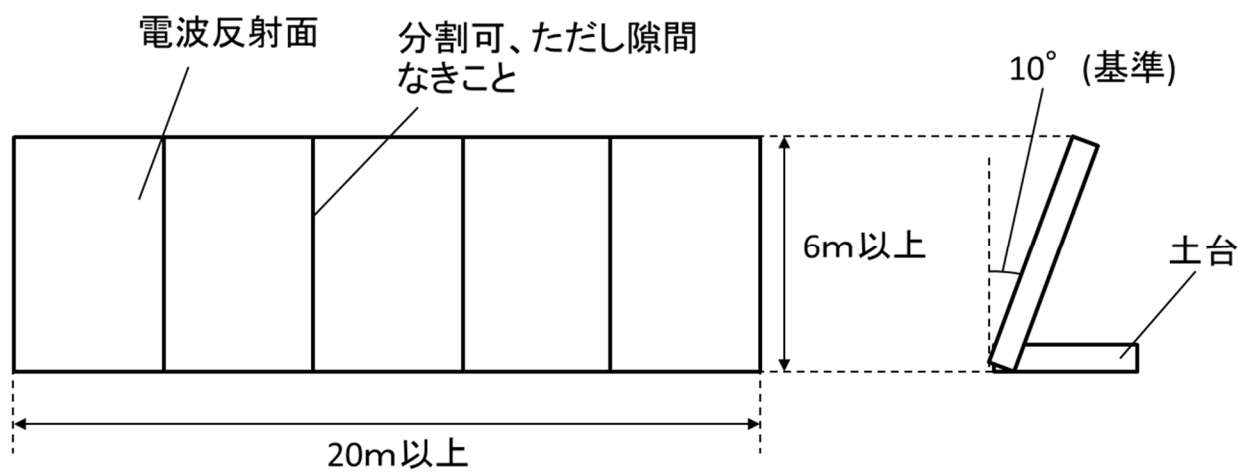 電波反射面
分割可、ただし隙間
なきこと
10° (基準)
6m以上
土台
20m以上